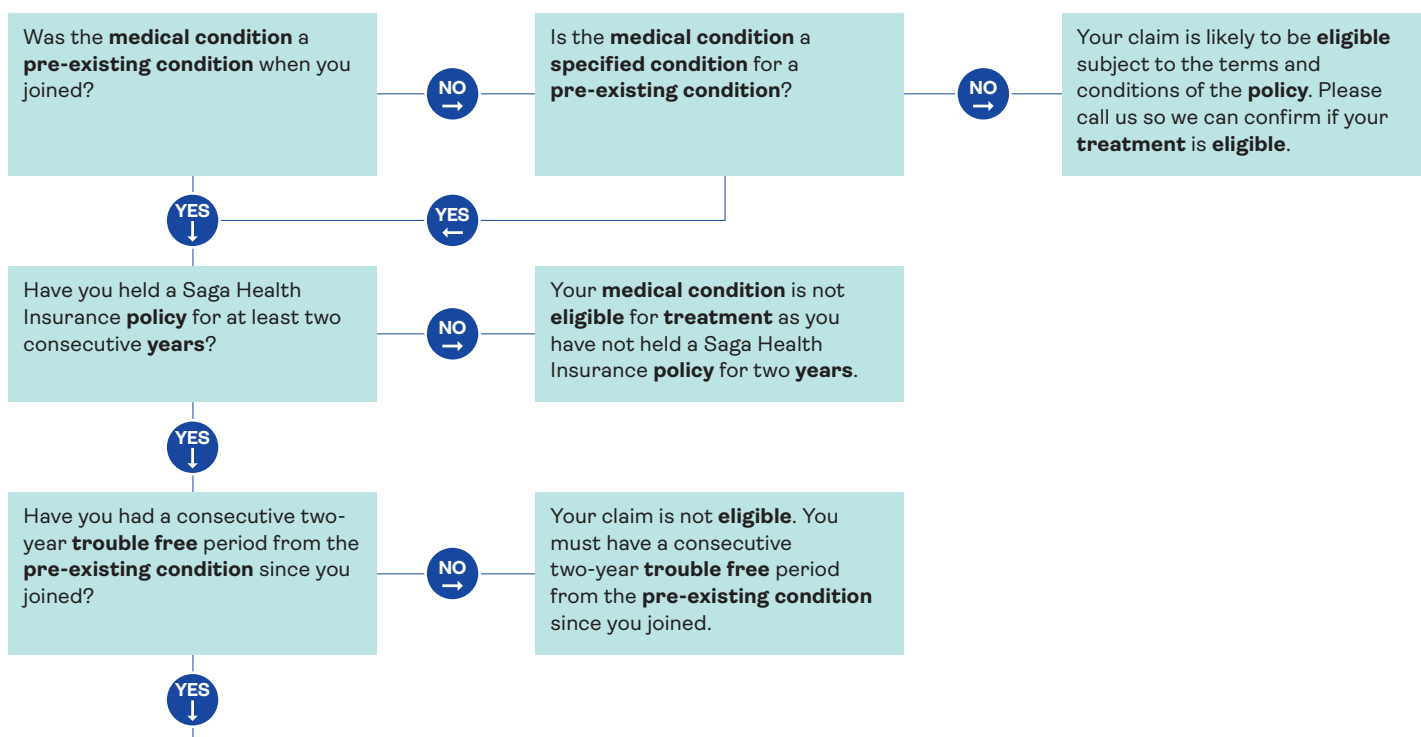 Was the medical condition a
pre-existing condition when you
joined?
NO
→
Is the medical condition a
specified condition for a
pre-existing condition?
NO
→
Your claim is likely to be eligible
subject to the terms and
conditions of the policy. Please
call us so we can confirm if your
treatment is eligible.
YES
↓
YES
←
Have you held a Saga Health
Insurance policy for at least two
consecutive years?
NO
→
Your medical condition is not
eligible for treatment as you
have not held a Saga Health
Insurance policy for two years.
YES
↓
Have you had a consecutive two-
year trouble free period from the
pre-existing condition since you
joined?
NO
→
Your claim is not eligible. You
must have a consecutive
two-year trouble free period
from the pre-existing condition
since you joined.
YES
↓